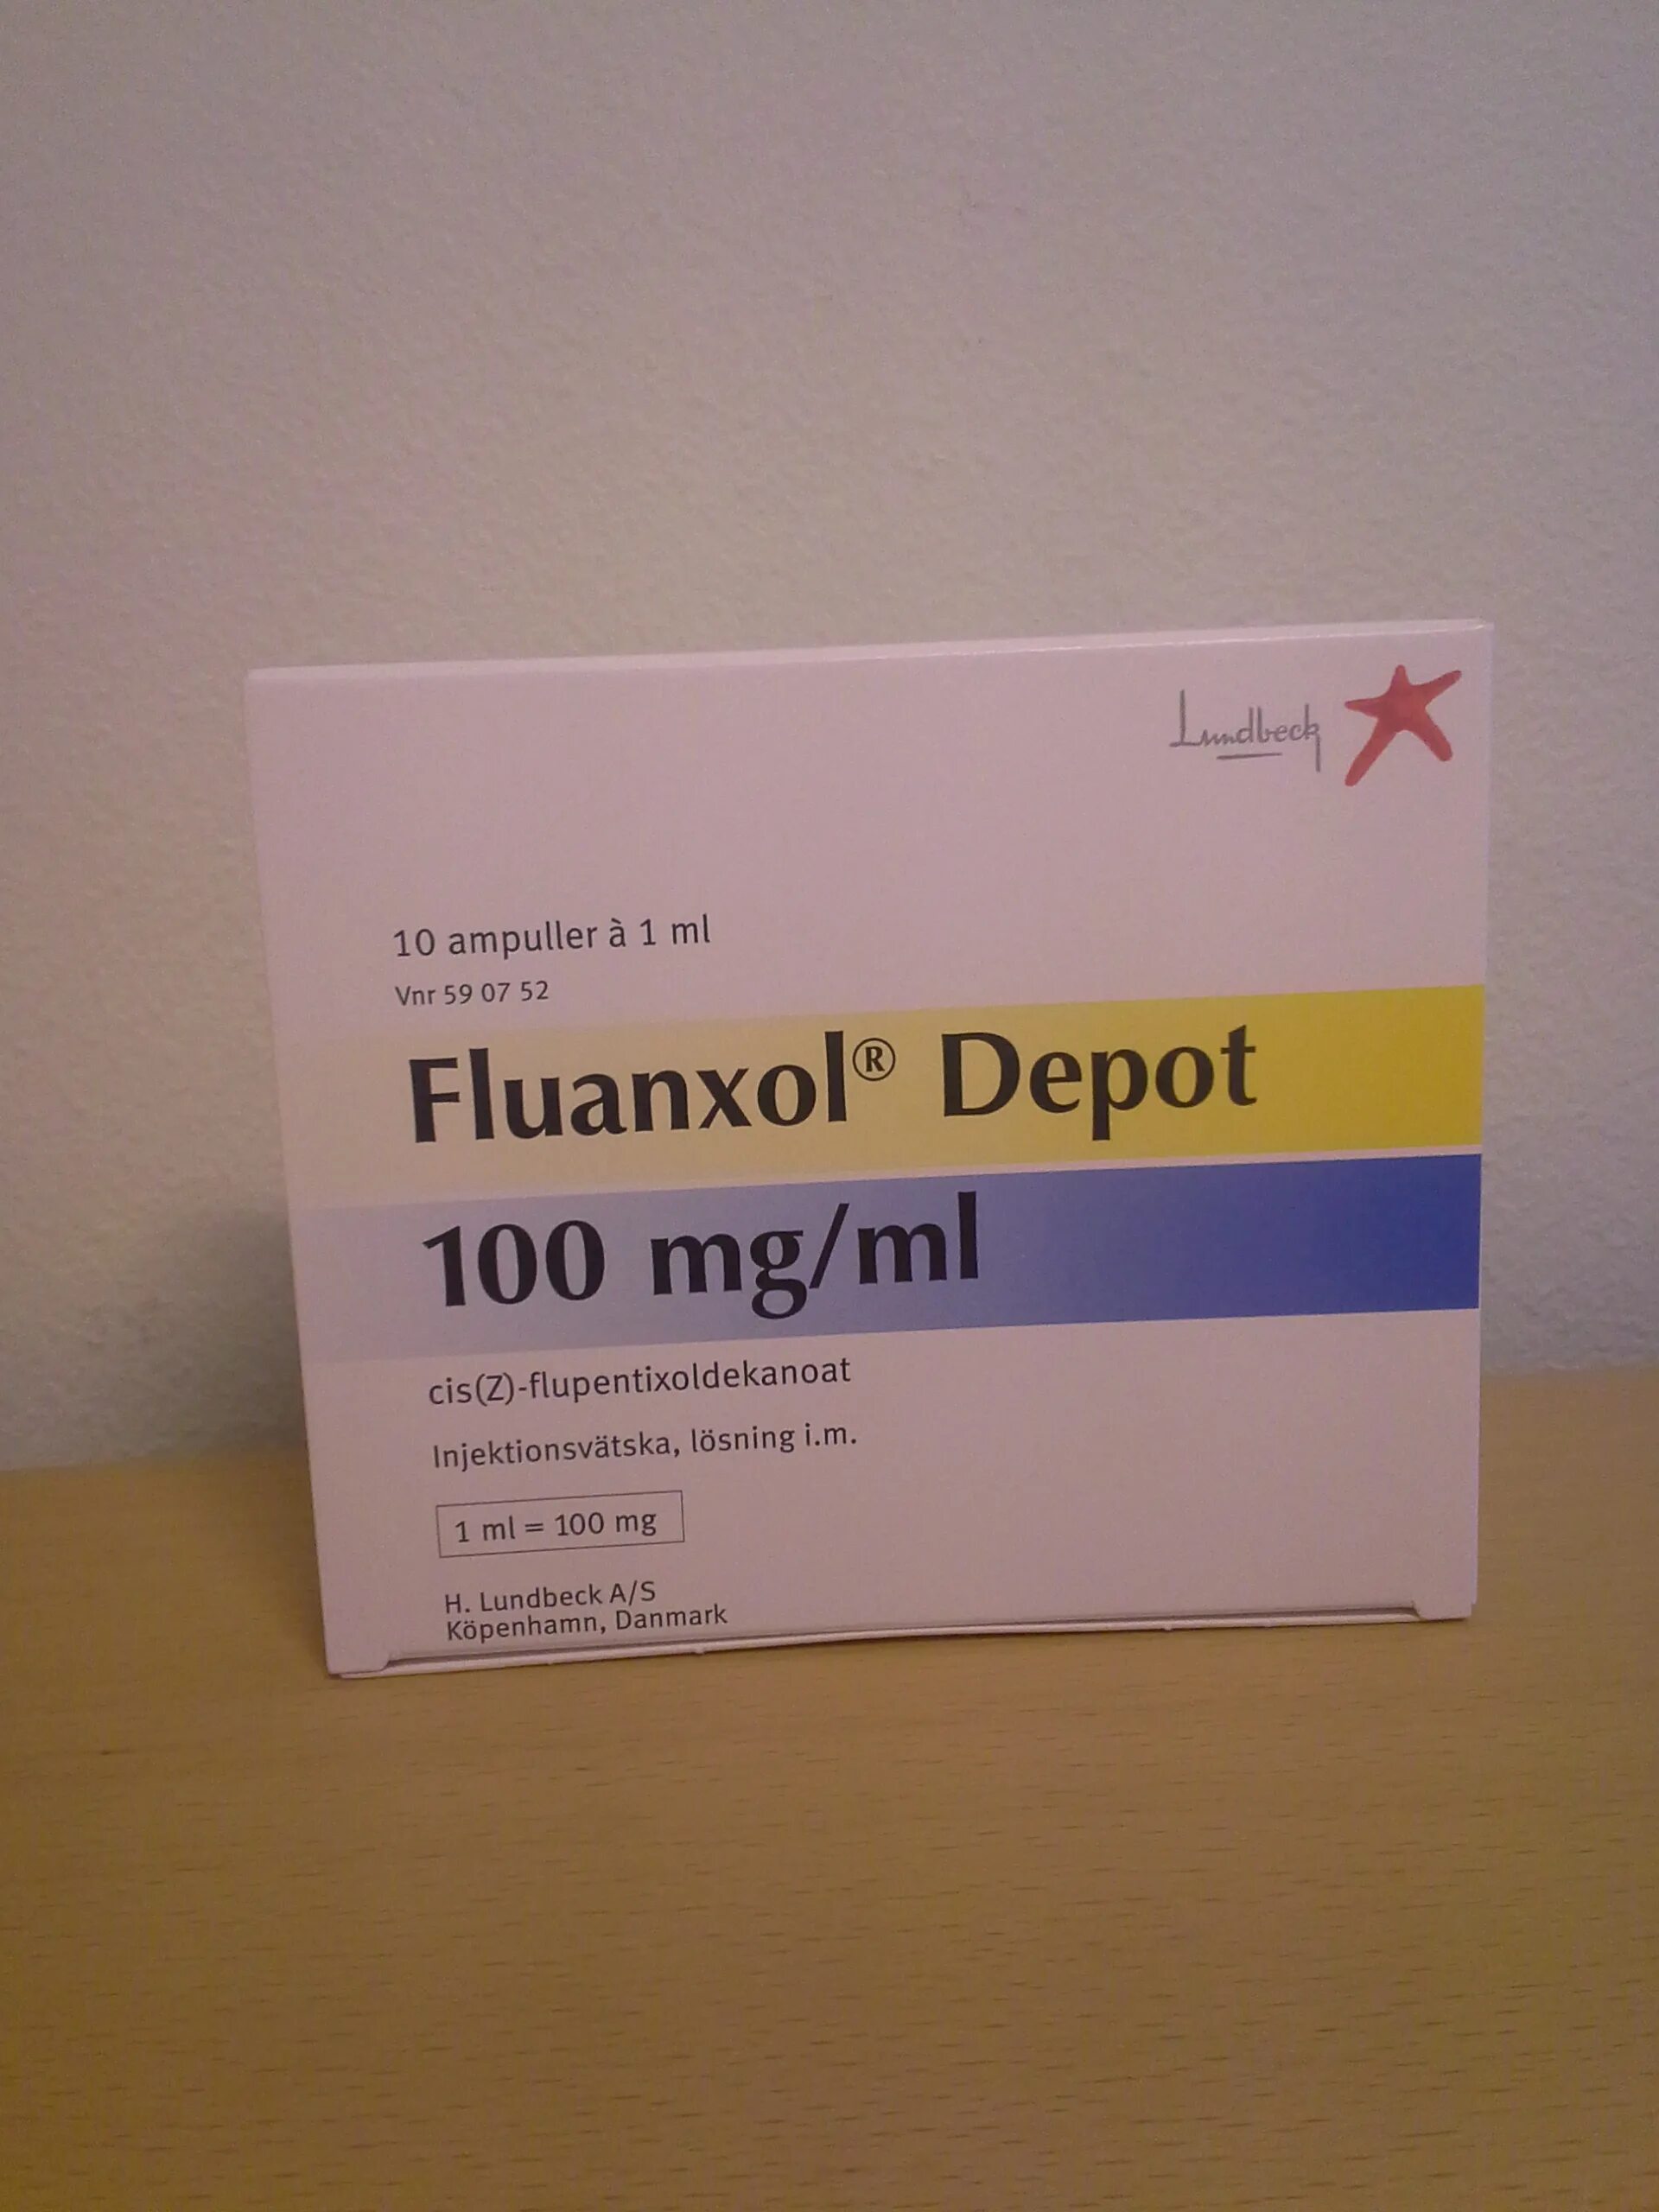 Lundbeck
10 ampuller à 1 ml
Vnr 59 07 52
Fluanxol® Depot
100 mg/ml
cis(Z)-flupentixoldekanoat
Injektionsvätska, lösning i.m.
1 ml = 100 mg
H. Lundbeck A/S
Köpenhamn, Danmark